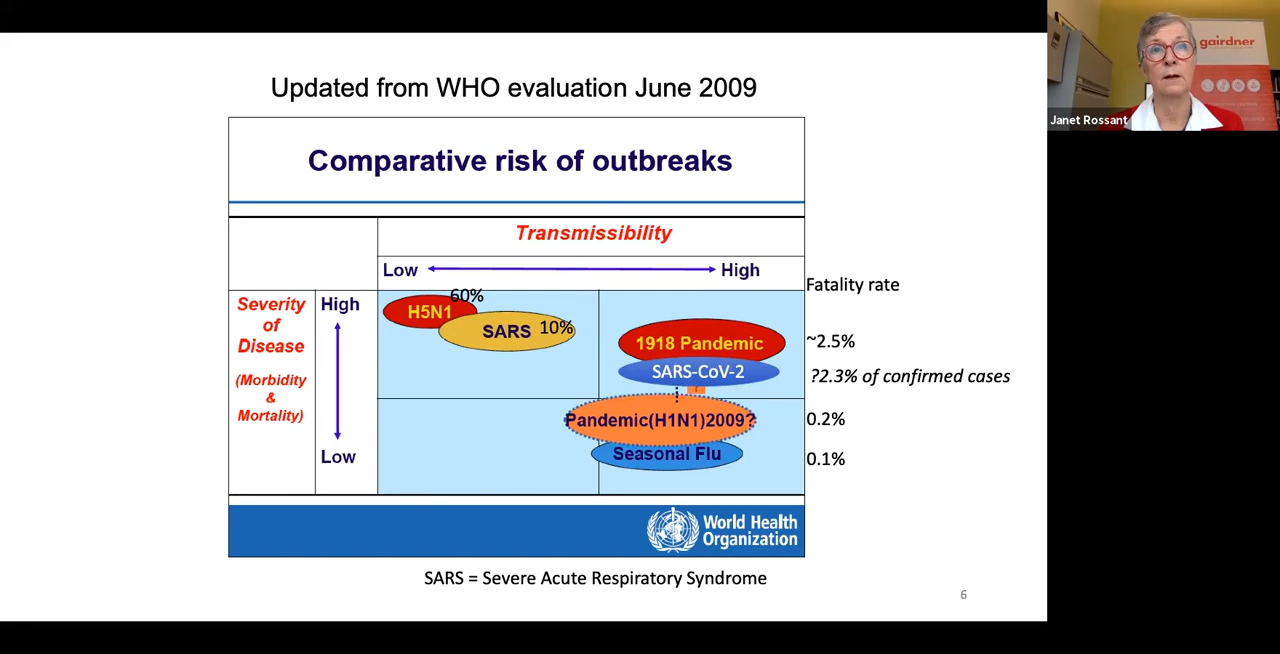 Updated from WHO evaluation June 2009
gairdner
Janet Rossant
Comparative risk of outbreaks
Transmissibility
Low
High
Fatality rate
Severity
of
Disease
(Morbidity
&
Mortality)
High
Low
60%
H5N1
SARS
10%
1918 Pandemic
~2.5%
SARS-CoV-2
?2.3% of confirmed cases
?
Pandemic(H1N1)2009?
0.2%
Seasonal Flu
0.1%
World Health
Organization
SARS = Severe Acute Respiratory Syndrome
6